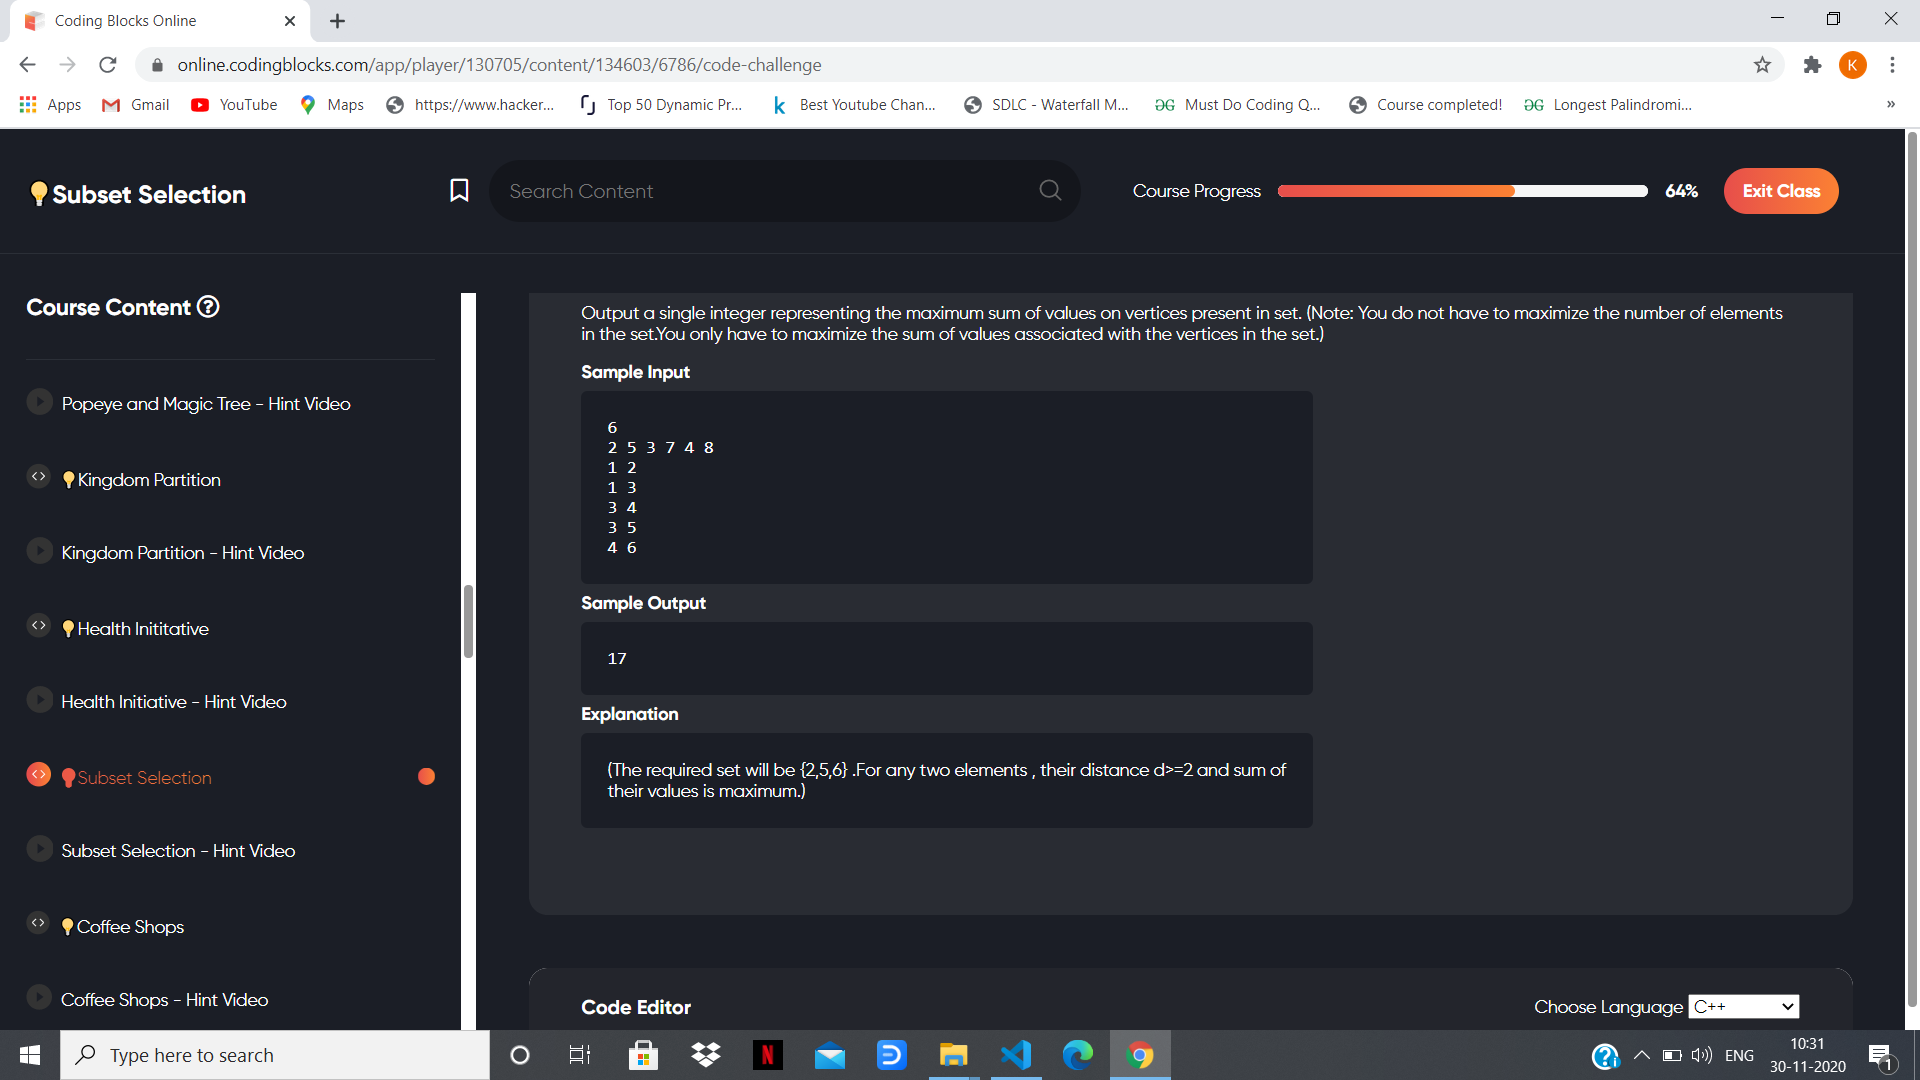 Coding Blocks Online
online.codingblocks.com/app/player/130705/content/134603/6786/code-challenge
K
Apps
Gmail
YouTube
Maps
https://www.hacker...
Top 50 Dynamic Pr...
Best Youtube Chan...
SDLC - Waterfall M...
Must Do Coding Q...
Course completed!
Longest Palindromi...
»
Subset Selection
Search Content
Course Progress
64%
Exit Class
Course Content
Popeye and Magic Tree - Hint Video
Kingdom Partition
Kingdom Partition - Hint Video
Health Inititative
Health Initiative - Hint Video
Subset Selection
Subset Selection - Hint Video
Coffee Shops
Coffee Shops - Hint Video
Output a single integer representing the maximum sum of values on vertices present in set. (Note: You do not have to maximize the number of elements
in the set.You only have to maximize the sum of values associated with the vertices in the set.)
Sample Input
6
2 5 3 7 4 8
1 2
1 3
3 4
3 5
4 6
Sample Output
17
Explanation
(The required set will be {2,5,6} .For any two elements , their distance d>=2 and sum of
their values is maximum.)
Code Editor
Choose Language
C++
Type here to search
N
ENG
10:31
30-11-2020
1